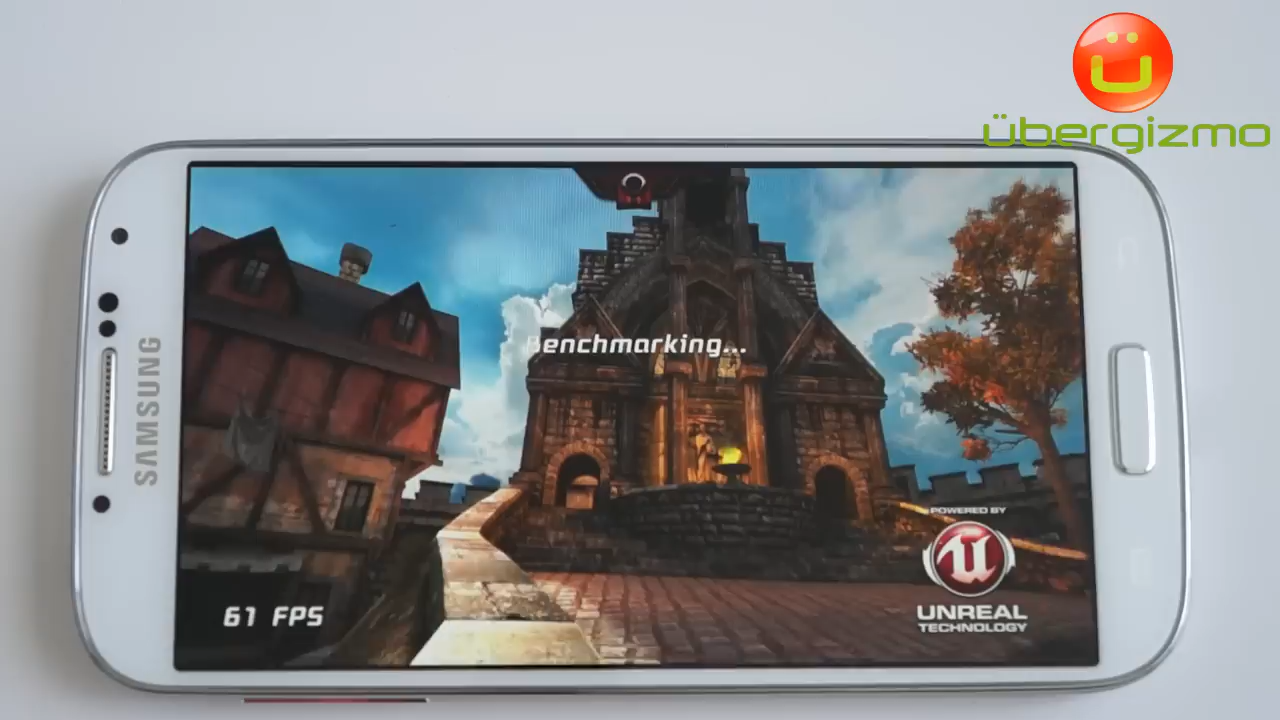 übergizmo
SAMSUNG
Benchmarking...
POWERED BY
UNREAL
TECHNOLOGY
61 FPS